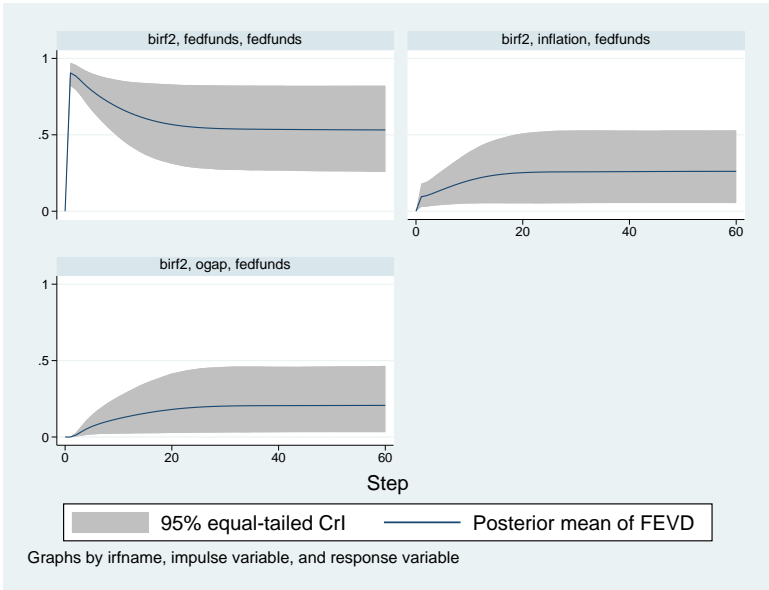 birf2, fedfunds, fedfunds
birf2, inflation, fedfunds
1
.5
0
0
20
40
60
birf2, ogap, fedfunds
1
.5
0
0
20
40
60
Step
95% equal-tailed CrI
Posterior mean of FEVD
Graphs by irfname, impulse variable, and response variable